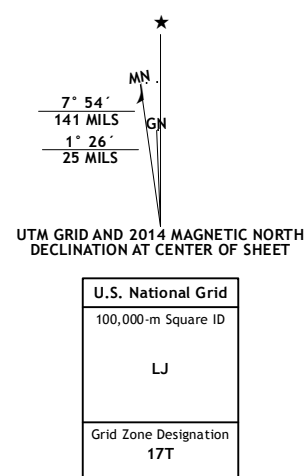 ★
MN
7° 54´
141 MILS
GN
1° 26´
25 MILS
UTM GRID AND 2014 MAGNETIC NORTH
DECLINATION AT CENTER OF SHEET
U.S. National Grid
100,000-m Square ID
LJ
Grid Zone Designation
17T